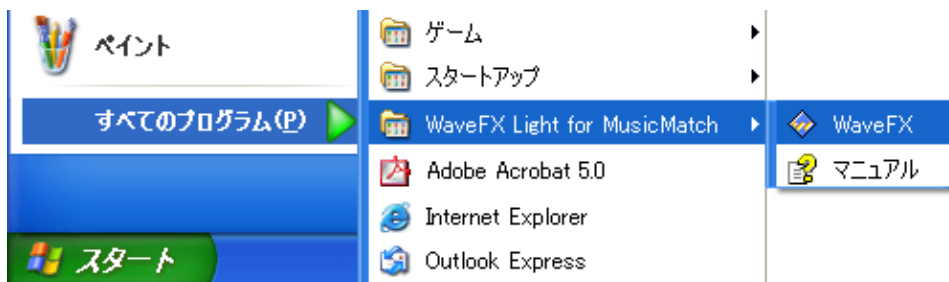 ペイント
すべてのプログラム(P)
スタート
ゲーム
スタートアップ
WaveFX Light for MusicMatch
Adobe Acrobat 5.0
Internet Explorer
Outlook Express
WaveFX
マニュアル